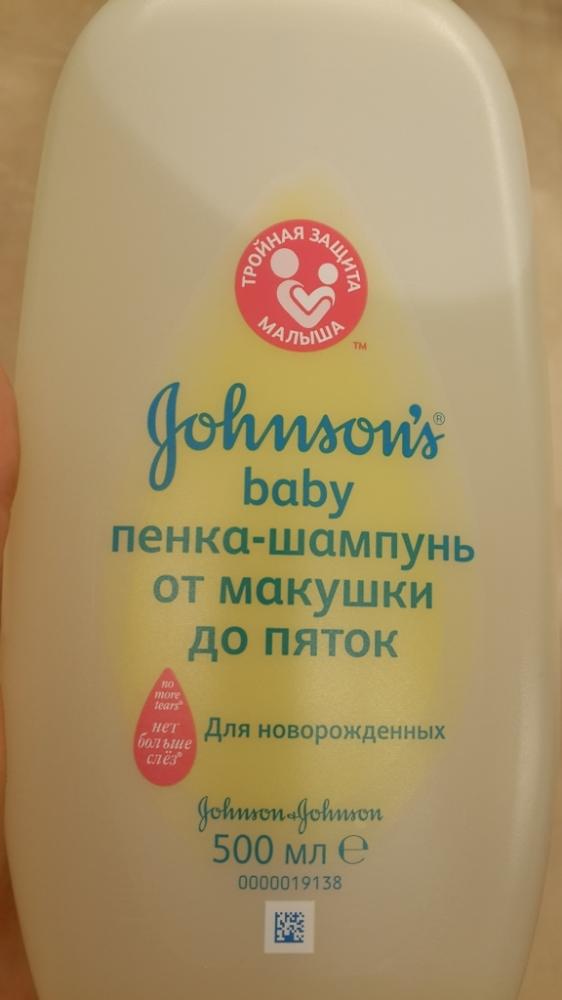 ТРОЙНАЯ ЗАЩИТА
МАЛЫША
TM
Johnson's®
baby
пенка-шампунь
от макушки
до пяток
no
more
tears®
нет
больше
слёз®
Для новорожденных
Johnson & Johnson
500 мл e
0000019138